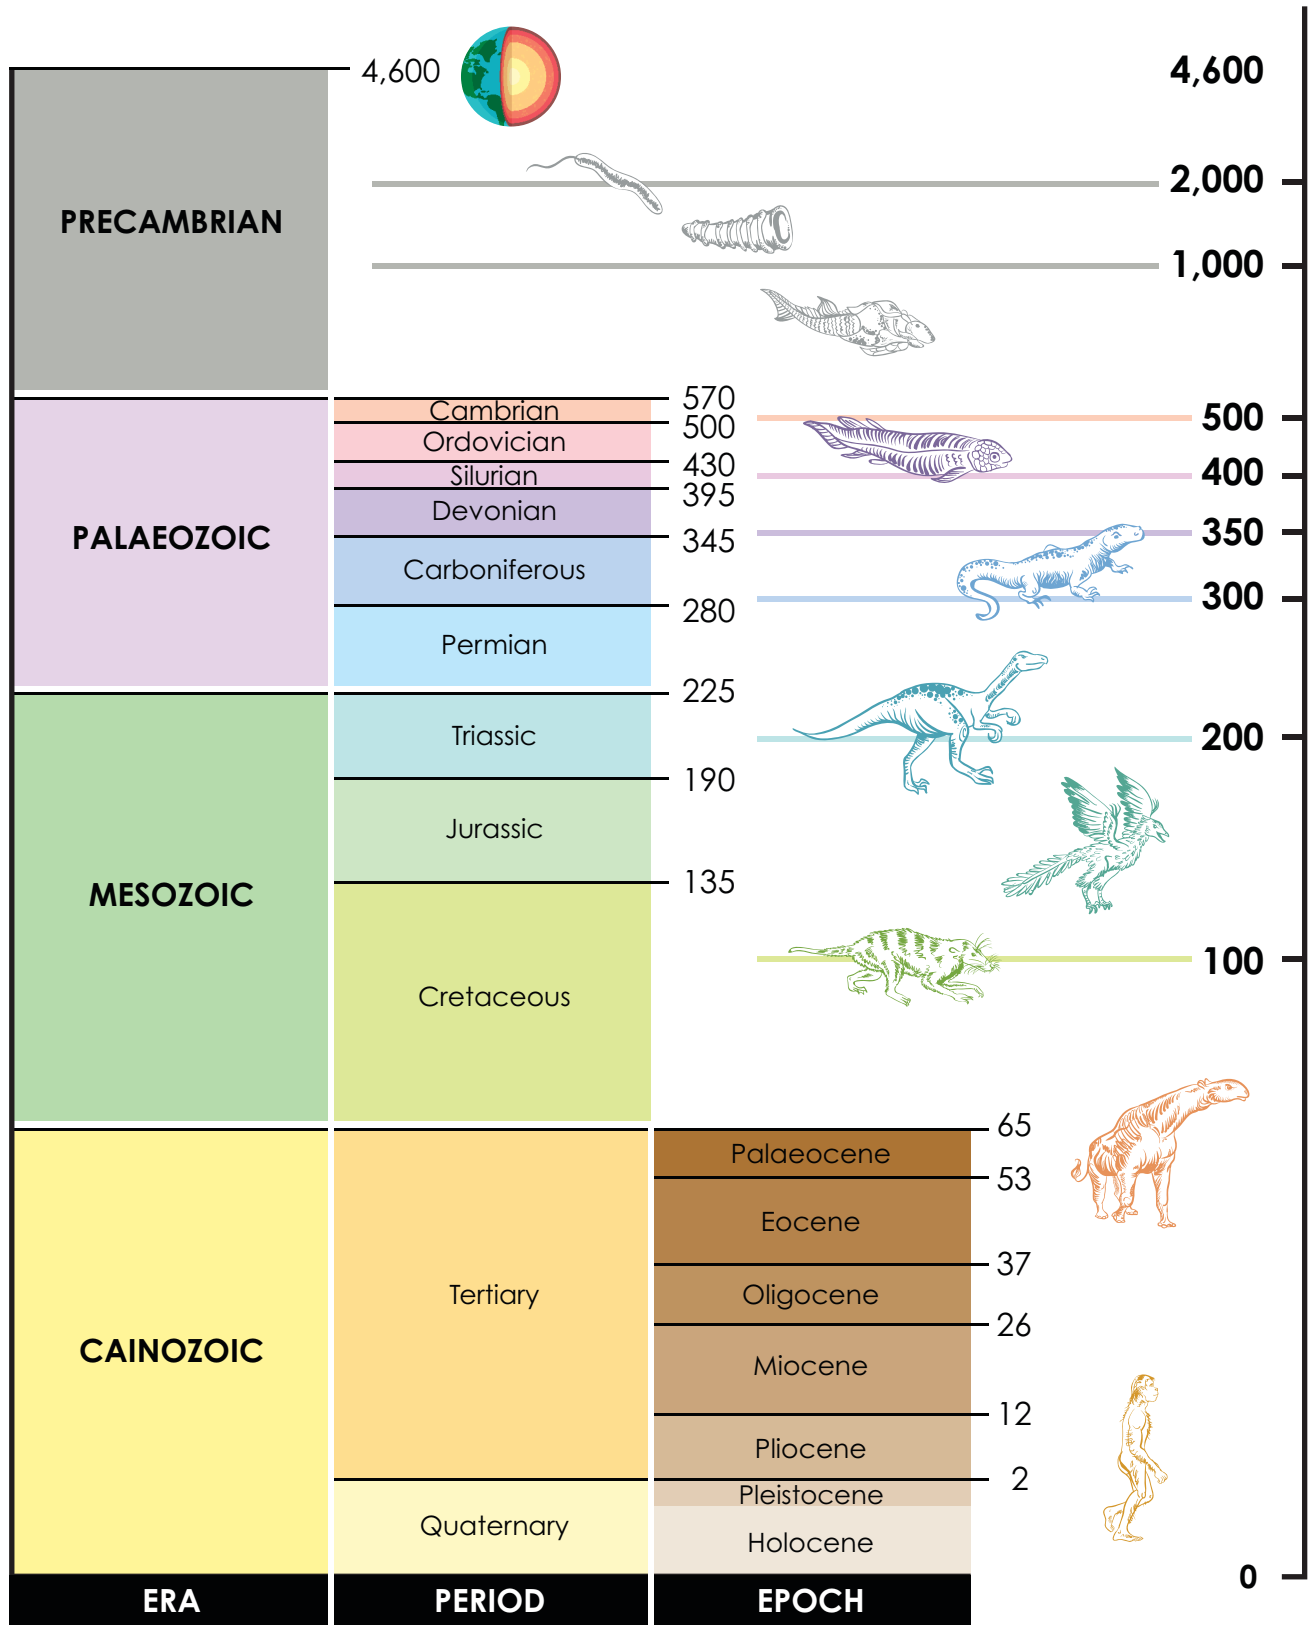 4,600
4,600
2,000
PRECAMBRIAN
1,000
570
Cambrian
500
500
Ordovician
430
400
Silurian
395
Devonian
350
PALAEOZOIC
345
Carboniferous
300
280
Permian
225
Triassic
200
190
Jurassic
135
MESOZOIC
100
Cretaceous
65
Palaeocene
53
Eocene
37
Tertiary
Oligocene
26
CAINOZOIC
Miocene
12
Pliocene
2
Pleistocene
Quaternary
Holocene
0
ERA
PERIOD
EPOCH